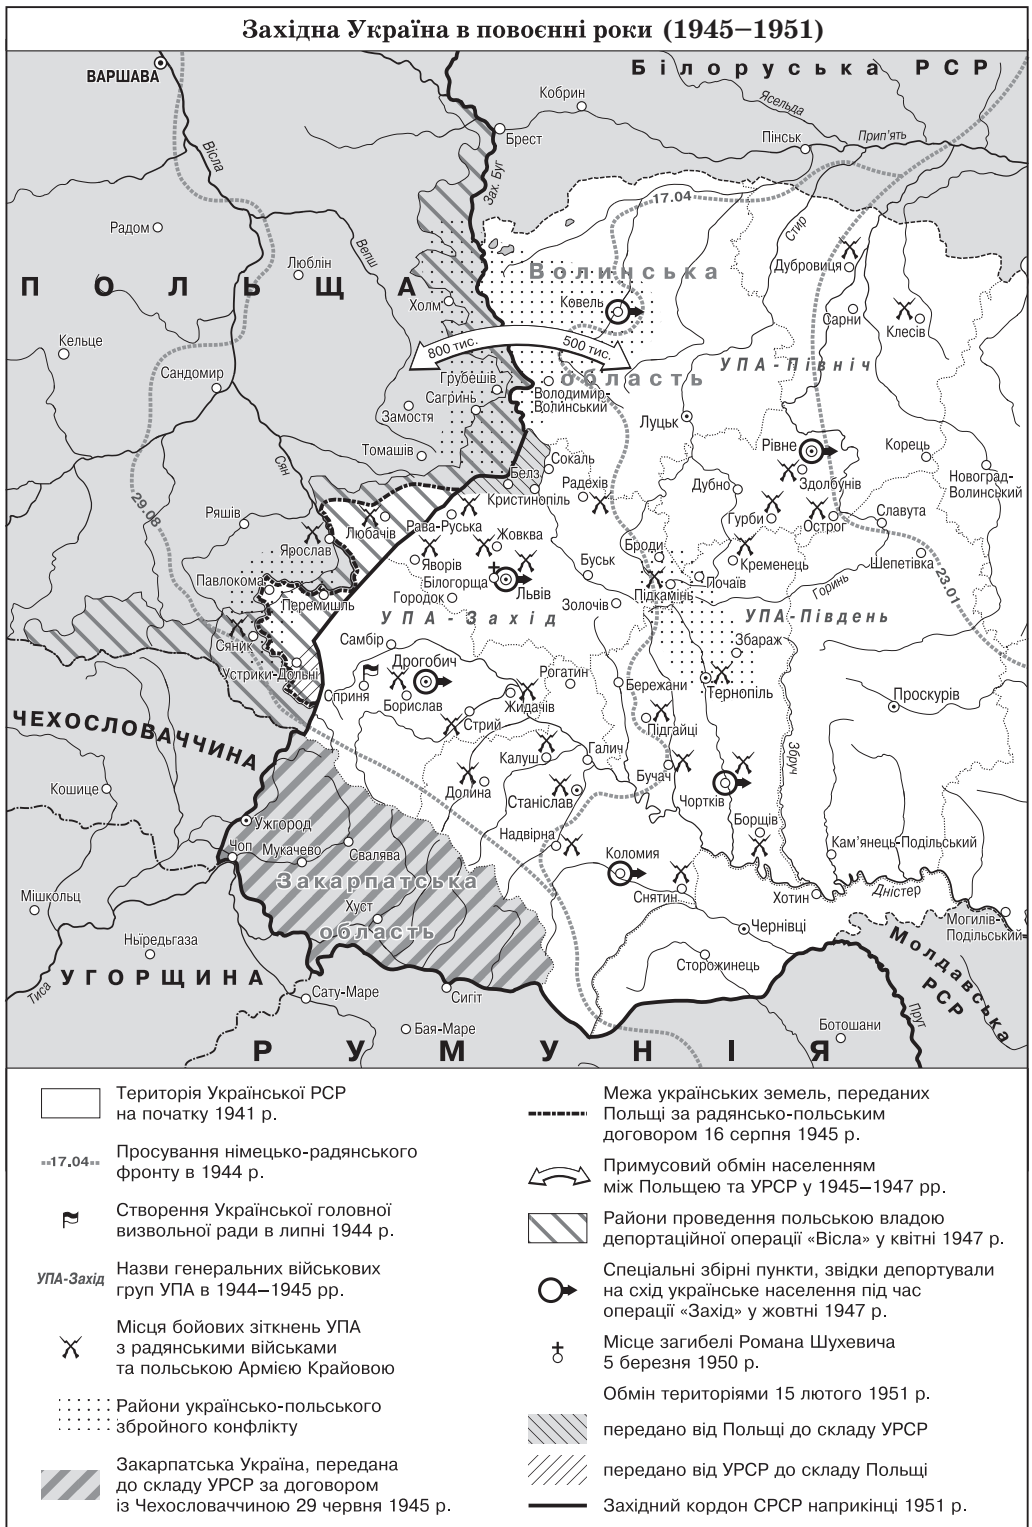 Західна Україна в повоєнні роки (1945–1951)
Білоруська РСР
ВАРШАВА
Кобрин
Ясельда
Брест
Пінськ
Прип'ять
Вісла
Зах. Буг
17.04
Стир
Радом
Вепш
Люблін
Дубровиця
ПОЛЬЩА
Волинська
Холм
Ковель
Сарни
Клесів
Кельце
800 тис.
500 тис.
УПА-Північ
Сандомир
Грубешів
область
Сагринь
Володимир-
Волинський
Замостя
Луцьк
Томашів
Рівне
Корець
Сян
Сокаль
Белз
Здолбунів
Новоград-
Волинський
29.08
Кристинопіль
Радехів
Дубно
Ряшів
Любачів
Рава-Руська
Гурби
Острог
Славута
Ярослав
Жовква
Броди
Кременець
Шепетівка
Яворів
Буськ
Павлокома
Білогорща
Львів
Підкамінь
Почаїв
Горинь
23.01
Перемишль
Городок
Золочів
УПА-Захід
УПА-Південь
Сянік
Самбір
Збараж
Устрики-Дольні
Дрогобич
Рогатин
Бережани
Тернопіль
Сприня
Борислав
Жидачів
Проскурів
ЧЕХОСЛОВАЧЧИНА
Стрий
Підгайці
Збруч
Калуш
Галич
Бучач
Кошице
Долина
Станіслав
Чортків
Ужгород
Надвірна
Борщів
Чоп
Мукачево
Свалява
Коломия
Кам'янець-Подільський
Закарпатська
Мішкольц
Хуст
Снятин
Хотин
Дністер
область
Чернівці
Могилів-
Подільський
Ньїредьгаза
Сторожинець
Молдавська
РСР
УГОРЩИНА
Тиса
Сату-Маре
Сигіт
Прут
Бая-Маре
Ботошани
РУМУНІЯ
Територія Української РСР
на початку 1941 р.
17.04
Просування німецько-радянського
фронту в 1944 р.
Створення Української головної
визвольної ради в липні 1944 р.
УПА-Захід
Назви генеральних військових
груп УПА в 1944–1945 рр.
Місця бойових зіткнень УПА
з радянськими військами
та польською Армією Крайовою
Райони українсько-польського
збройного конфлікту
Закарпатська Україна, передана
до складу УРСР за договором
із Чехословаччиною 29 червня 1945 р.
Межа українських земель, переданих
Польщі за радянсько-польським
договором 16 серпня 1945 р.
Примусовий обмін населенням
між Польщею та УРСР у 1945–1947 рр.
Райони проведення польською владою
депортаційної операції «Вісла» у квітні 1947 р.
Спеціальні збірні пункти, звідки депортували
на схід українське населення під час
операції «Захід» у жовтні 1947 р.
Місце загибелі Романа Шухевича
5 березня 1950 р.
Обмін територіями 15 лютого 1951 р.
передано від Польщі до складу УРСР
передано від УРСР до складу Польщі
Західний кордон СРСР наприкінці 1951 р.